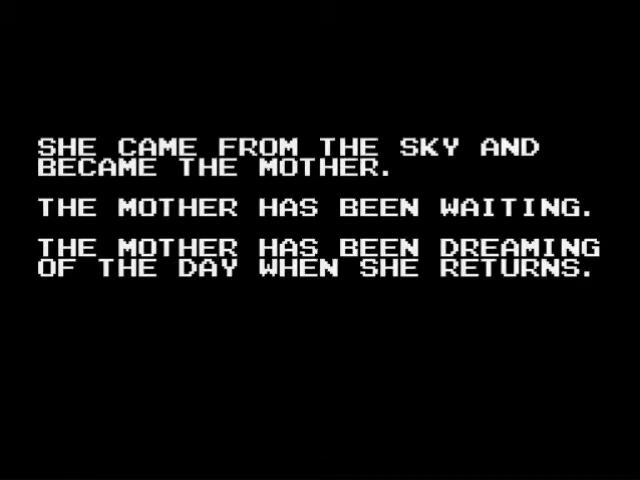 SHE CAME FROM THE SKY AND
BECAME THE MOTHER.
THE MOTHER HAS BEEN WAITING.
THE MOTHER HAS BEEN DREAMING
OF THE DAY WHEN SHE RETURNS.